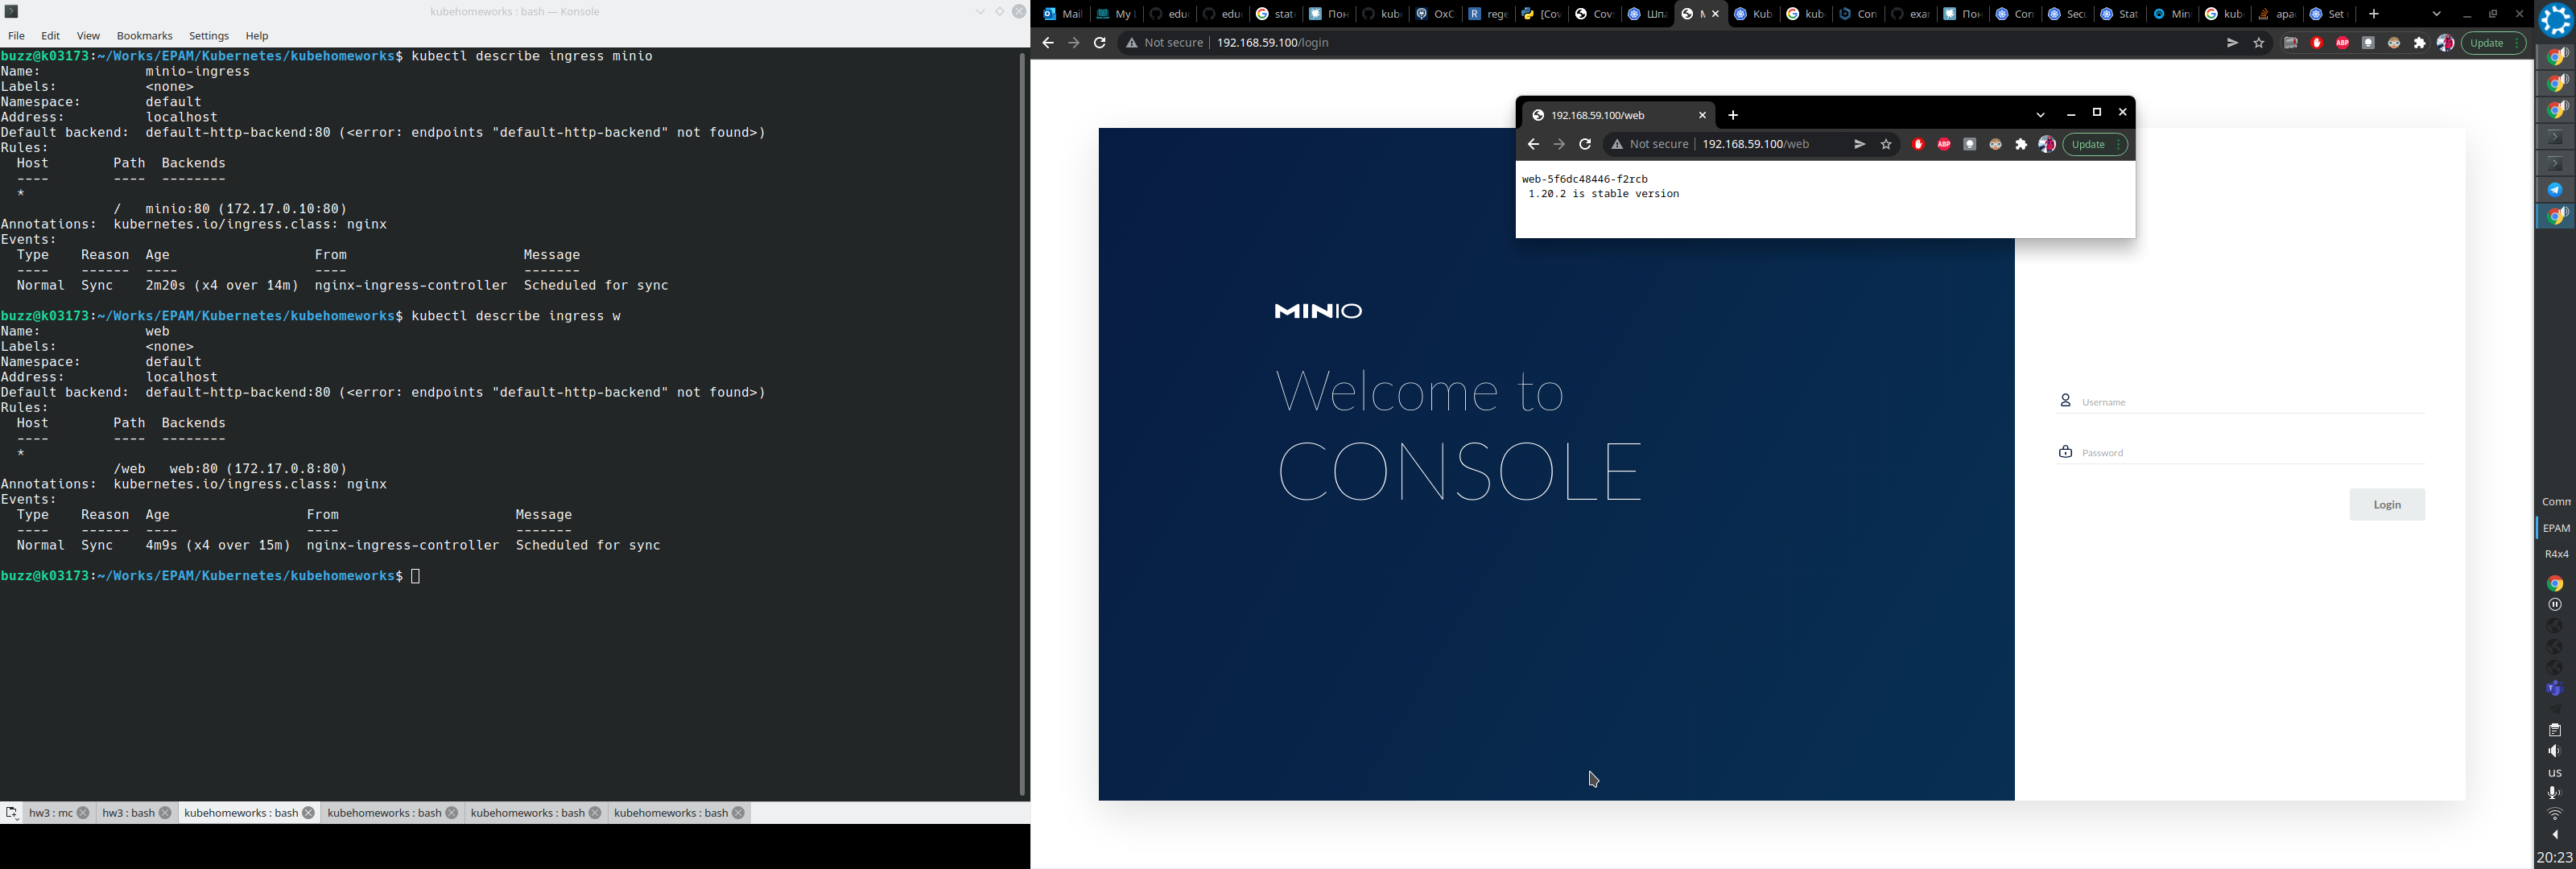 kubehomeworks : bash — Konsole
File Edit View Bookmarks Settings Help
buzz@k03173:~/Works/EPAM/Kubernetes/kubehomeworks$ kubectl describe ingress minio
Name:             minio-ingress
Labels:           <none>
Namespace:        default
Address:          localhost
Default backend:  default-http-backend:80 (<error: endpoints "default-http-backend" not found>)
Rules:
  Host        Path  Backends
  ----        ----  --------
  *
              /   minio:80 (172.17.0.10:80)
Annotations:  kubernetes.io/ingress.class: nginx
Events:
  Type    Reason  Age                  From                      Message
  ----    ------  ----                 ----                      -------
  Normal  Sync    2m20s (x4 over 14m)  nginx-ingress-controller  Scheduled for sync
buzz@k03173:~/Works/EPAM/Kubernetes/kubehomeworks$ kubectl describe ingress w
Name:             web
Labels:           <none>
Namespace:        default
Address:          localhost
Default backend:  default-http-backend:80 (<error: endpoints "default-http-backend" not found>)
Rules:
  Host        Path  Backends
  ----        ----  --------
  *
              /web   web:80 (172.17.0.8:80)
Annotations:  kubernetes.io/ingress.class: nginx
Events:
  Type    Reason  Age                 From                      Message
  ----    ------  ----                ----                      -------
  Normal  Sync    4m9s (x4 over 15m)  nginx-ingress-controller  Scheduled for sync
buzz@k03173:~/Works/EPAM/Kubernetes/kubehomeworks$
hw3 : mc hw3 : bash kubehomeworks : bash kubehomeworks : bash kubehomeworks : bash kubehomeworks : bash
Mail My edu edu stat Пон kub OxC rege [Cov Cov Шпа M Kub kub Con exa Пон Con Secu Stat Min kub apa Set
Not secure 192.168.59.100/login Update
192.168.59.100/web
Not secure 192.168.59.100/web Update
web-5f6dc48446-f2rcb
1.20.2 is stable version
MINIO
Welcome to
CONSOLE
Username
Password
Login
Comm
EPAM
R4x4
us
20:23